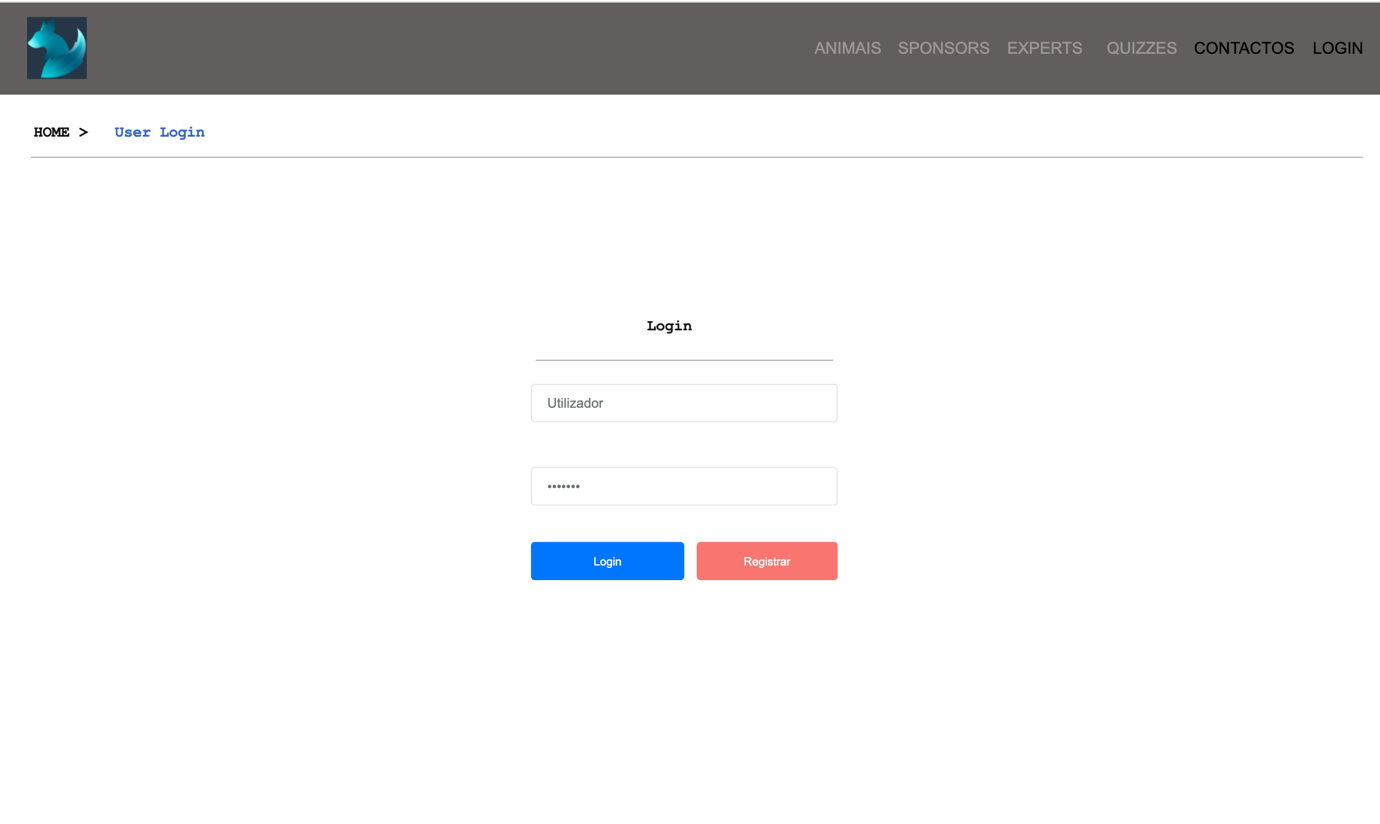 ANIMAIS SPONSORS EXPERTS QUIZZES CONTACTOS LOGIN
HOME > User Login
Login
Utilizador
•••••••
Login Registrar